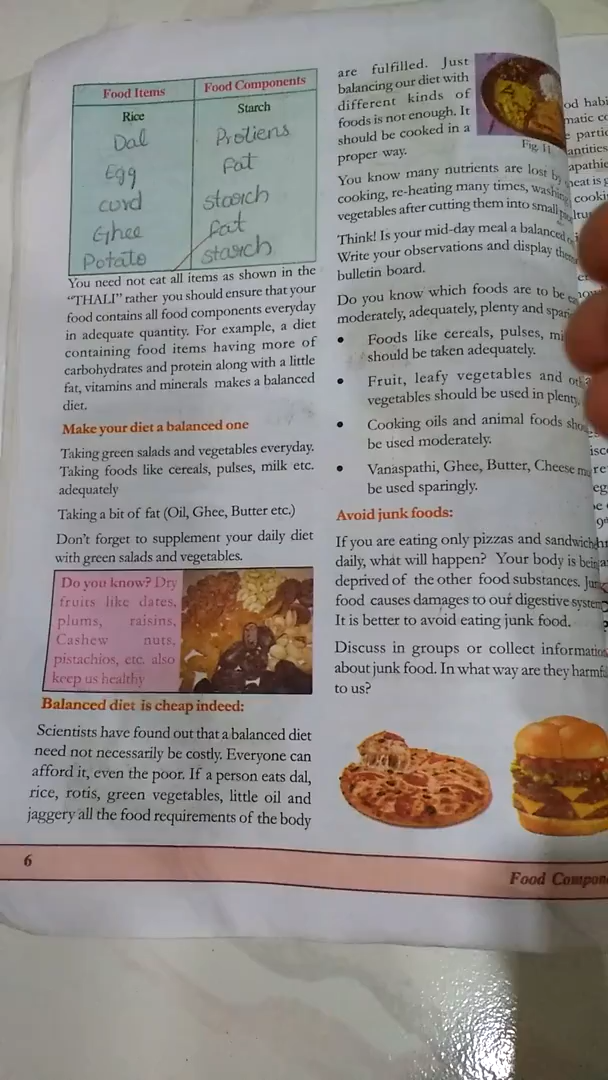 Food Items Food Components
Rice Starch
Dal Protiens
Egg Fat
curd starch
Ghee fat
Potato starch
You need not eat all items as shown in the
“THALI” rather you should ensure that your
food contains all food components everyday
in adequate quantity. For example, a diet
containing food items having more of
carbohydrates and protein along with a little
fat, vitamins and minerals makes a balanced
diet.
Make your diet a balanced one
Taking green salads and vegetables everyday.
Taking foods like cereals, pulses, milk etc.
adequately
Taking a bit of fat (Oil, Ghee, Butter etc.)
Don’t forget to supplement your daily diet
with green salads and vegetables.
Do you know? Dry
fruits like dates,
plums, raisins,
Cashew nuts,
pistachios, etc. also
keep us healthy
Balanced diet is cheap indeed:
Scientists have found out that a balanced diet
need not necessarily be costly. Everyone can
afford it, even the poor. If a person eats dal,
rice, rotis, green vegetables, little oil and
jaggery all the food requirements of the body
are fulfilled. Just
balancing our diet with
different kinds of
foods is not enough. It
should be cooked in a
proper way.
Fig. 11
You know many nutrients are lost by
cooking, re-heating many times, washing
vegetables after cutting them into small
Think! Is your mid-day meal a balanced
Write your observations and display
bulletin board.
Do you know which foods are to be
moderately, adequately, plenty and
• Foods like cereals, pulses,
should be taken adequately.
• Fruit, leafy vegetables and
vegetables should be used in plenty.
• Cooking oils and animal foods
be used moderately.
• Vanaspathi, Ghee, Butter, Cheese
be used sparingly.
Avoid junk foods:
If you are eating only pizzas and
daily, what will happen? Your body is being
deprived of the other food substances.
food causes damages to our digestive system
It is better to avoid eating junk food.
Discuss in groups or collect
about junk food. In what way are they
to us?
6
Food